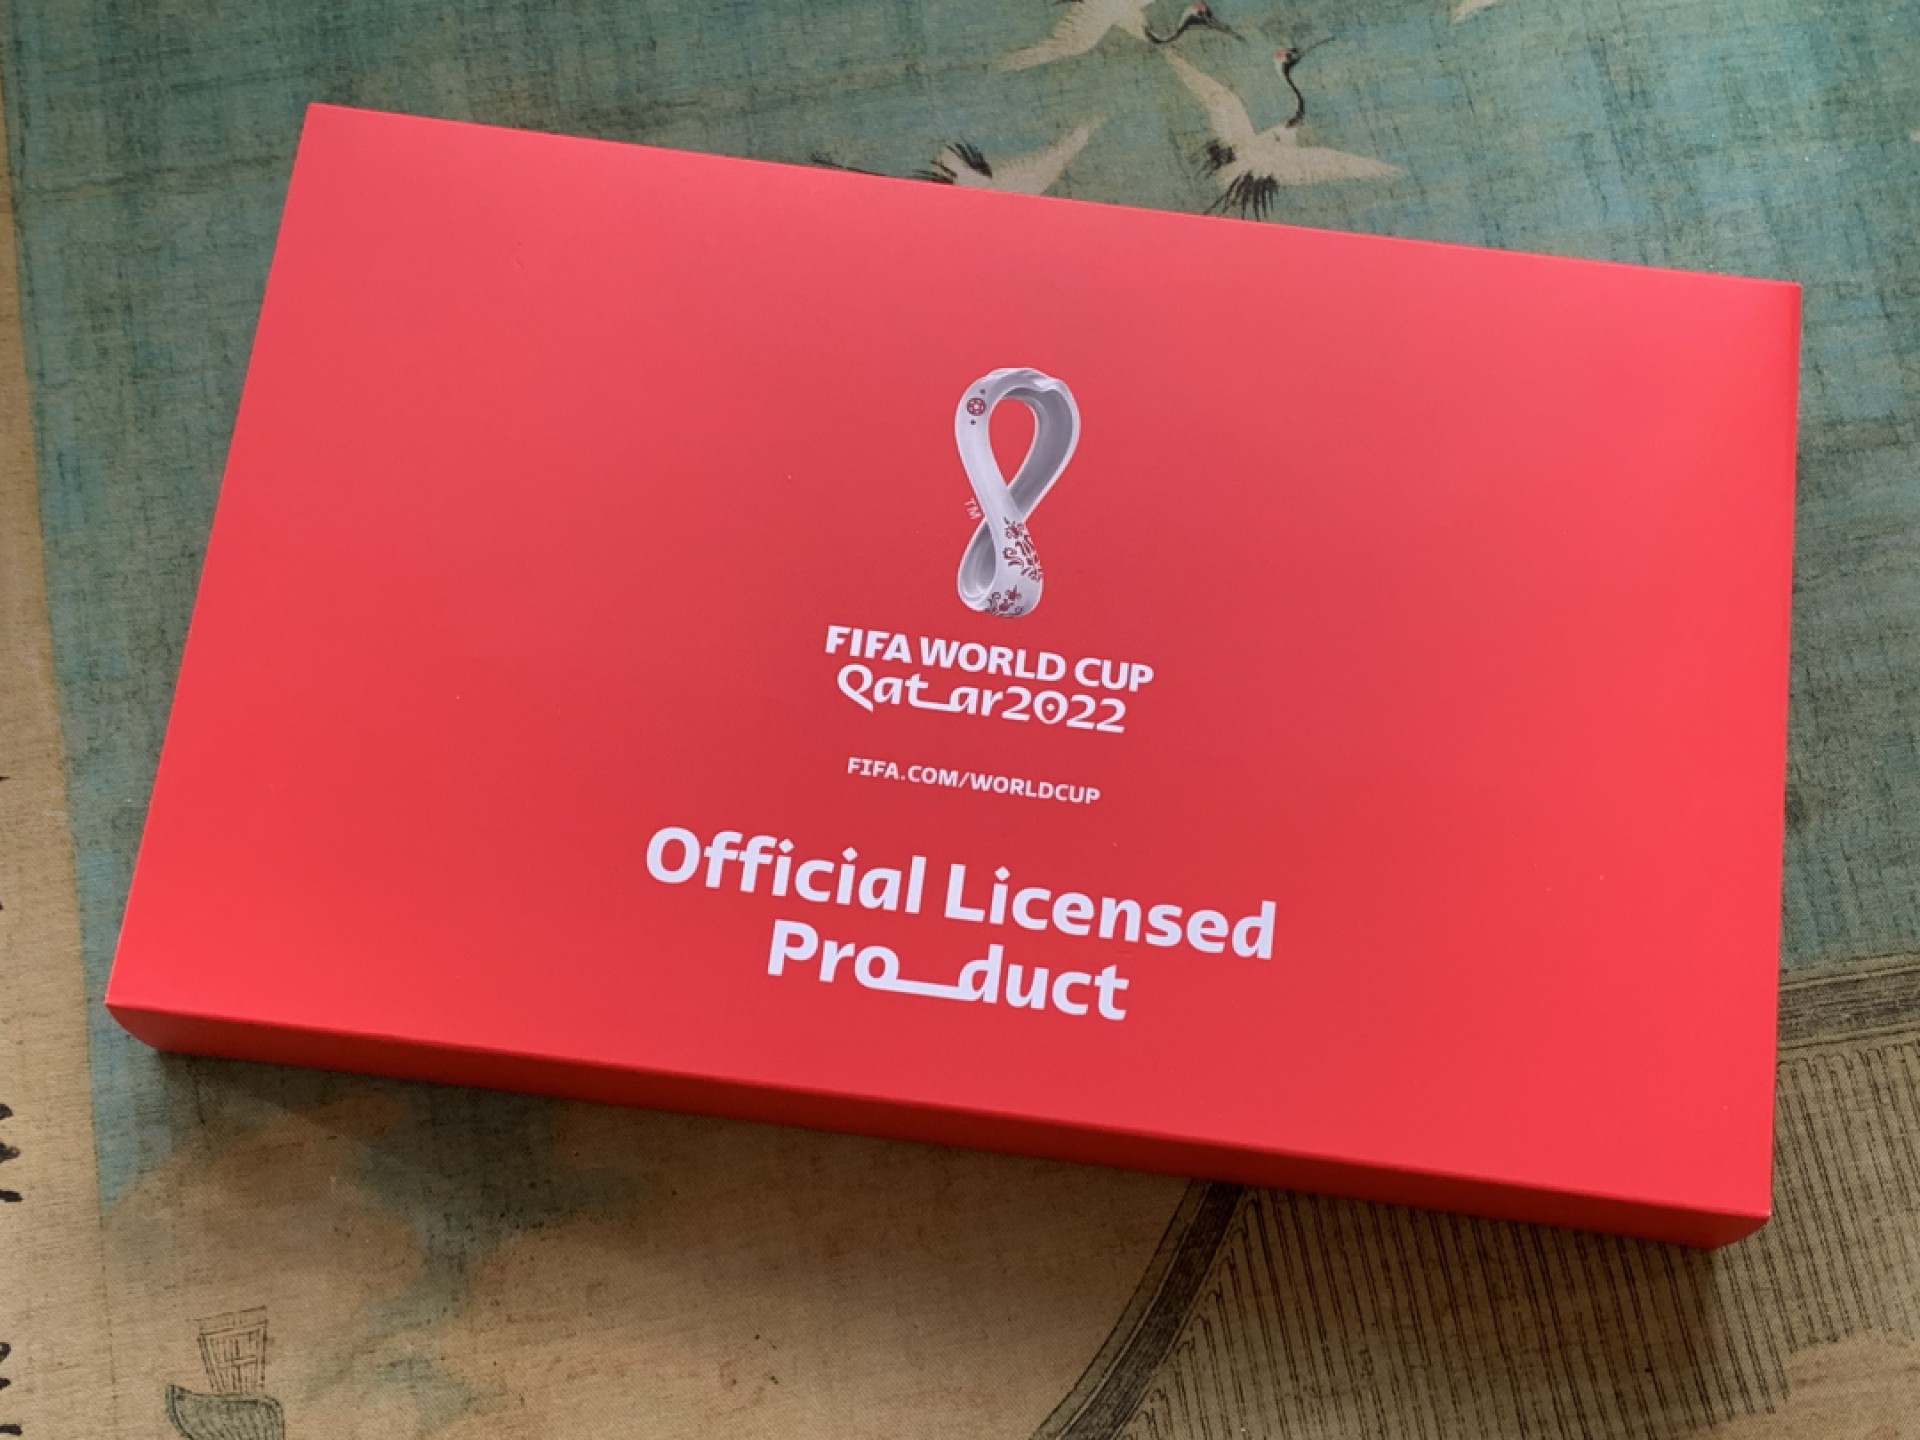 TM
FIFA WORLD CUP
Qatar2022
FIFA.COM/WORLDCUP
Official Licensed
Product